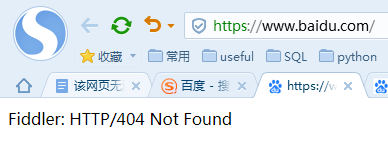 https://www.baidu.com/
收藏 常用 useful SQL python
该网页无 百度 - 搜 https://w
Fiddler: HTTP/404 Not Found